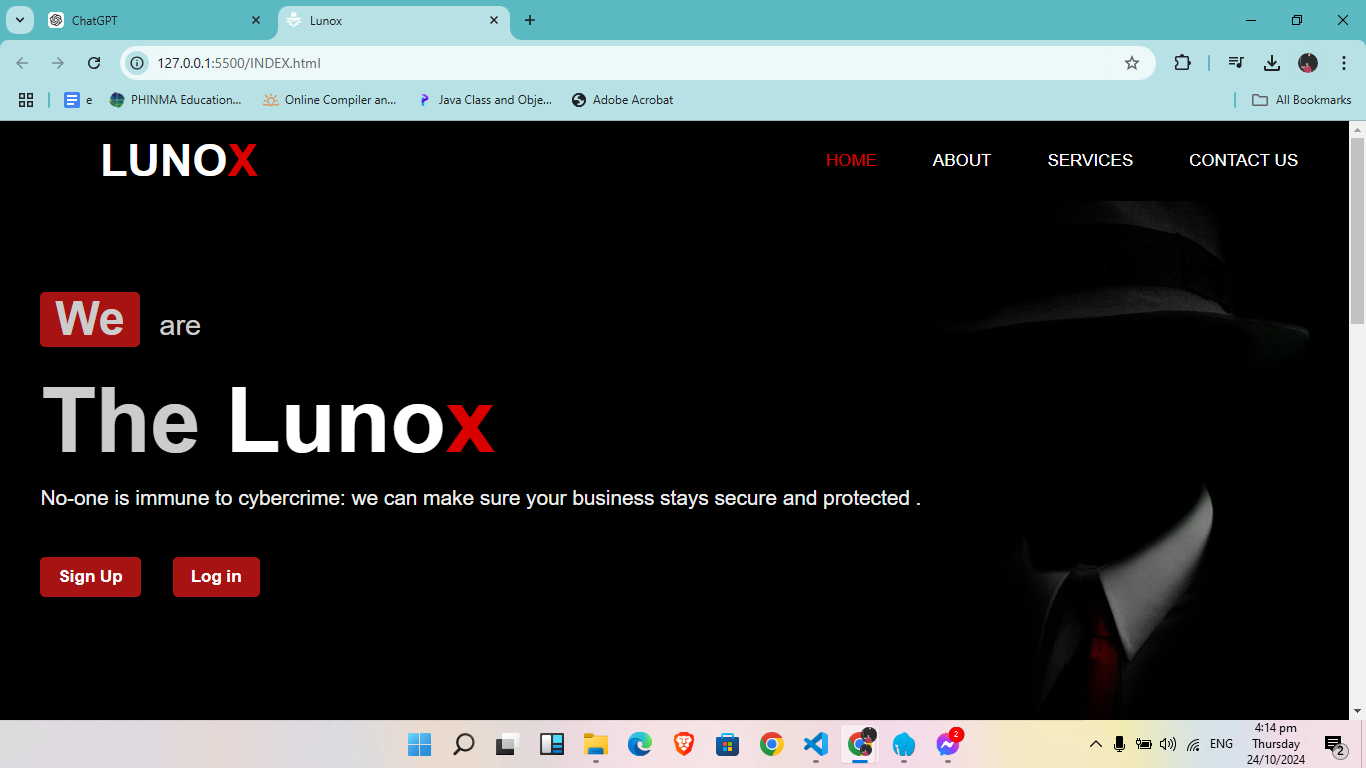 ChatGPT
Lunox
127.0.0.1:5500/INDEX.html
e
PHINMA Education...
Online Compiler an...
Java Class and Obje...
Adobe Acrobat
All Bookmarks
LUNOX
HOME
ABOUT
SERVICES
CONTACT US
We are
The Lunox
No-one is immune to cybercrime: we can make sure your business stays secure and protected .
Sign Up
Log in
2
ENG
4:14 pm
Thursday
24/10/2024
2